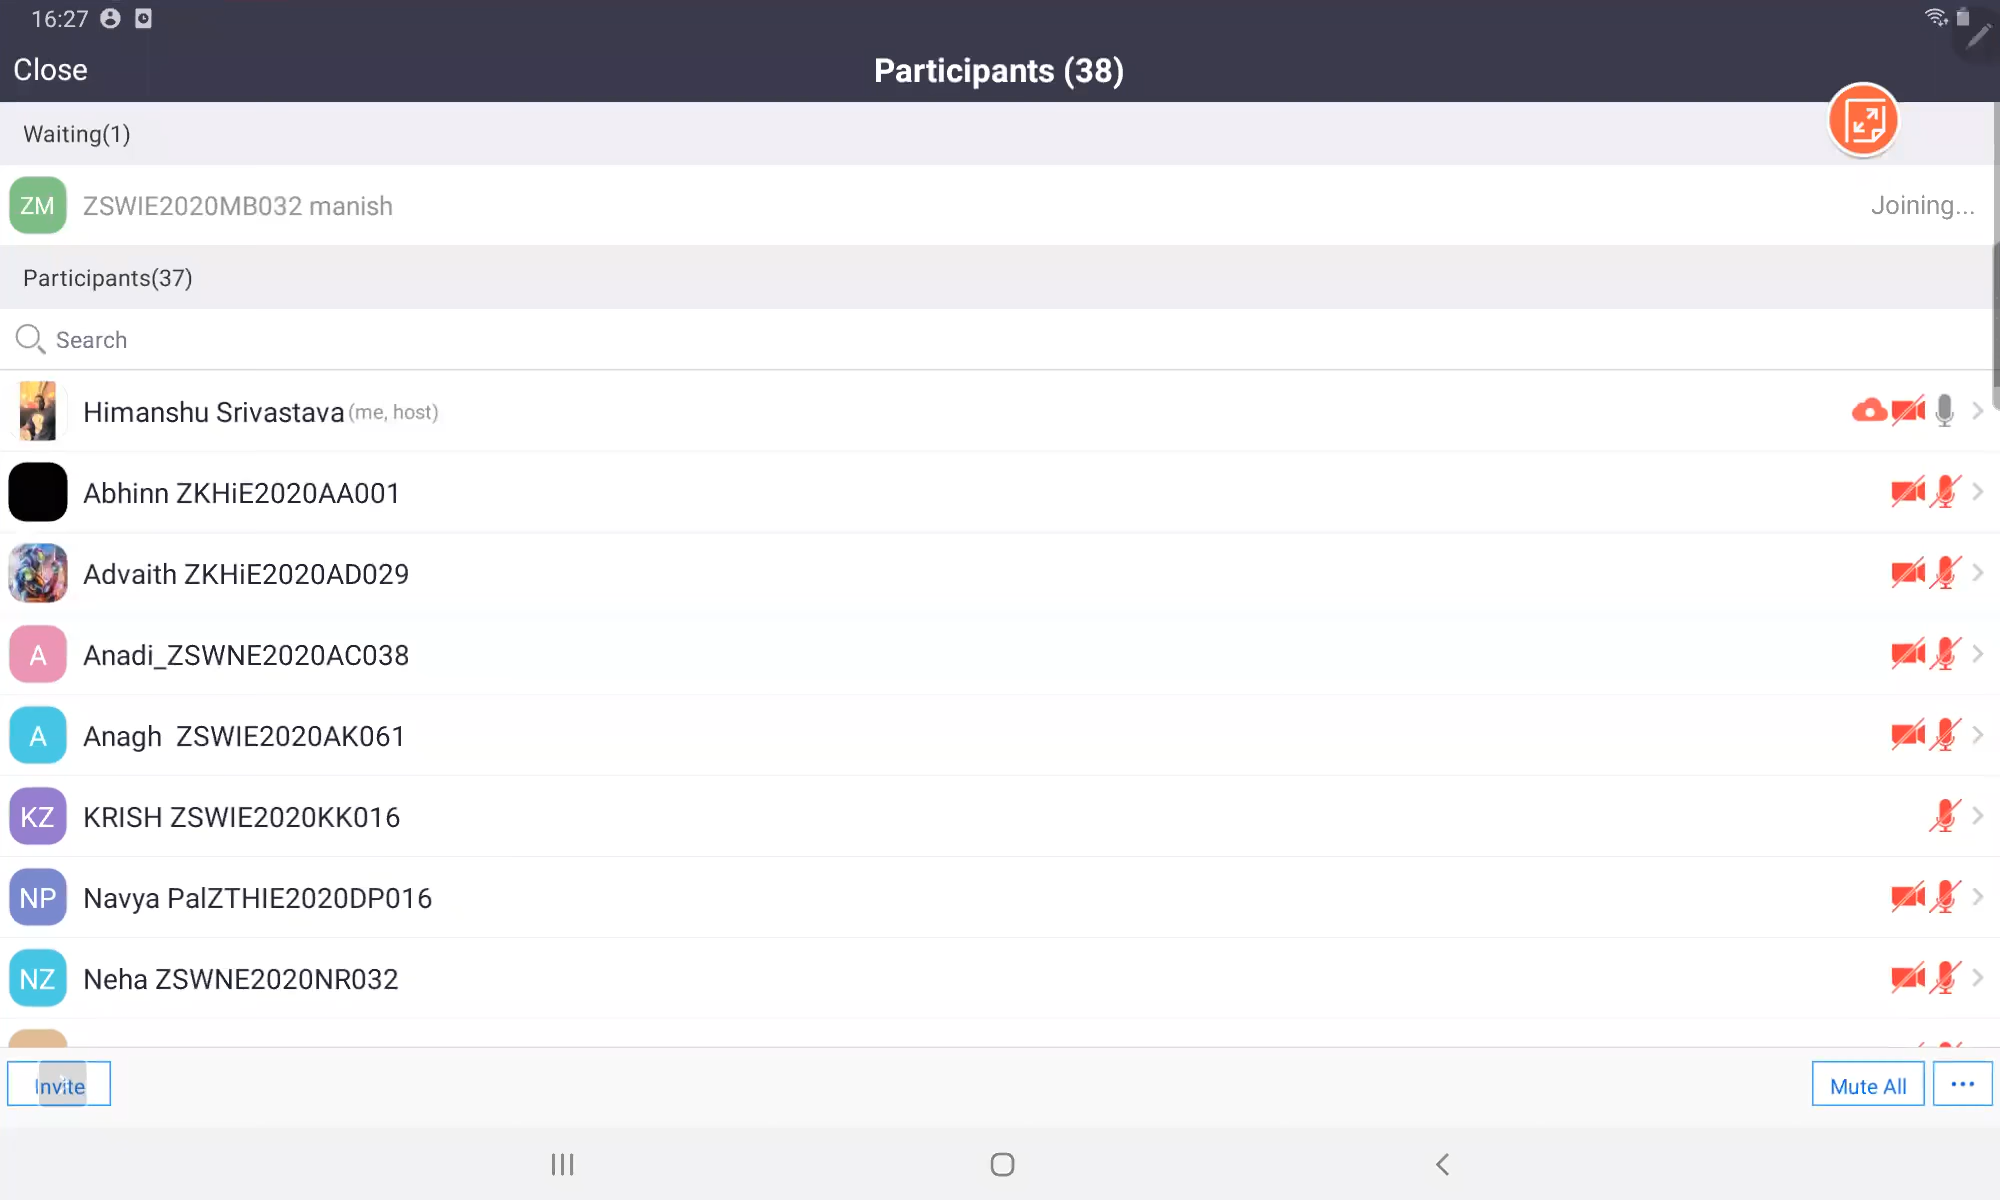 16:27
Close
Participants (38)
Waiting(1)
ZM
ZSWIE2020MB032 manish
Joining...
Participants(37)
Search
Himanshu Srivastava (me, host)
Abhinn ZKHiE2020AA001
Advaith ZKHiE2020AD029
A
Anadi_ZSWNE2020AC038
A
Anagh  ZSWIE2020AK061
KZ
KRISH ZSWIE2020KK016
NP
Navya PalZTHIE2020DP016
NZ
Neha ZSWNE2020NR032
Invite
Mute All
...